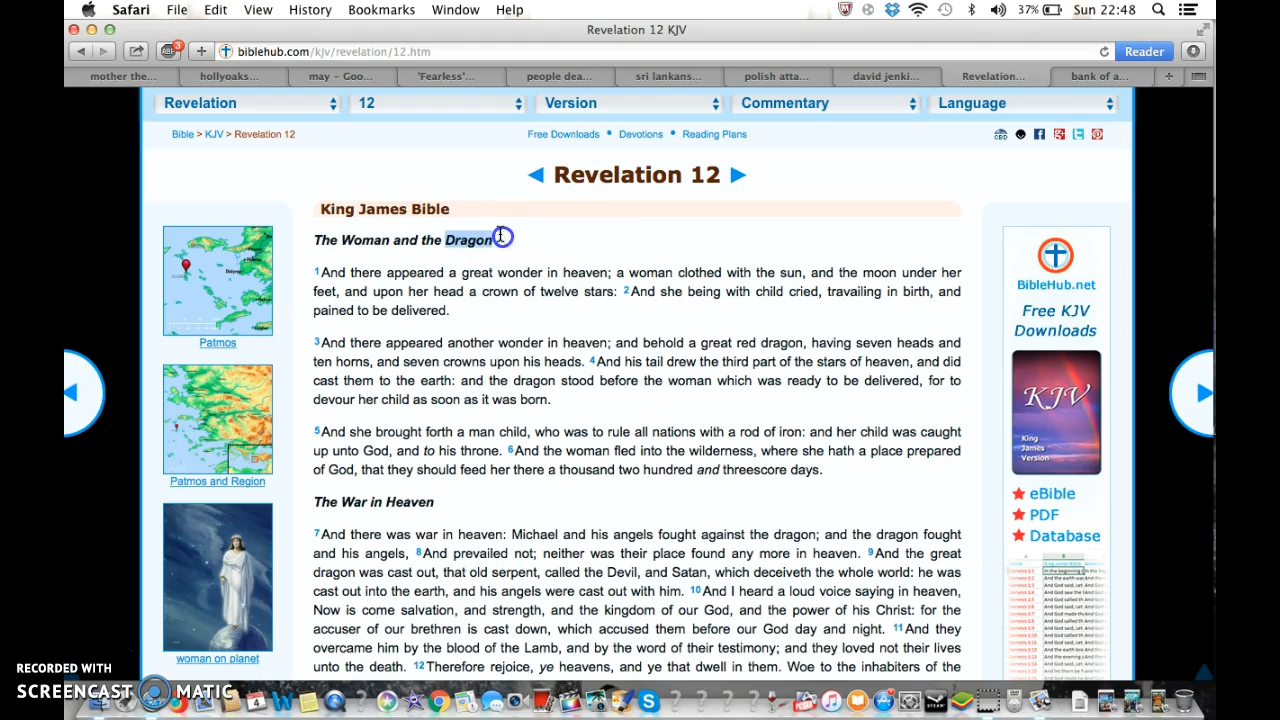 Safari File Edit View History Bookmarks Window Help 37% Sun 22:48
Revelation 12 KJV
ABP 3 biblehub.com/kjv/revelation/12.htm Reader
mother the... hollyoaks... may – Goo... 'Fearless'... people dea... sri lankans... polish atta... david jenki... Revelation... bank of a...
Revelation 12 Version Commentary Language
Bible > KJV > Revelation 12 Free Downloads • Devotions • Reading Plans
◄ Revelation 12 ►
King James Bible
The Woman and the Dragon
1And there appeared a great wonder in heaven; a woman clothed with the sun, and the moon under her
feet, and upon her head a crown of twelve stars: 2And she being with child cried, travailing in birth, and
pained to be delivered.
3And there appeared another wonder in heaven; and behold a great red dragon, having seven heads and
ten horns, and seven crowns upon his heads. 4And his tail drew the third part of the stars of heaven, and did
cast them to the earth: and the dragon stood before the woman which was ready to be delivered, for to
devour her child as soon as it was born.
5And she brought forth a man child, who was to rule all nations with a rod of iron: and her child was caught
up unto God, and to his throne. 6And the woman fled into the wilderness, where she hath a place prepared
of God, that they should feed her there a thousand two hundred and threescore days.
The War in Heaven
7And there was war in heaven: Michael and his angels fought against the dragon; and the dragon fought
and his angels, 8And prevailed not; neither was their place found any more in heaven. 9And the great
dragon was cast out, that old serpent, called the Devil, and Satan, which deceiveth the whole world: he was
cast out into the earth, and his angels were cast out with him. 10And I heard a loud voice saying in heaven,
Now is come salvation, and strength, and the kingdom of our God, and the power of his Christ: for the
accuser of our brethren is cast down, which accused them before our God day and night. 11And they
overcame him by the blood of the Lamb, and by the word of their testimony; and they loved not their lives
unto the death. 12Therefore rejoice, ye heavens, and ye that dwell in them. Woe to the inhabiters of the
Patmos
Patmos and Region
woman on planet
BibleHub.net
Free KJV
Downloads
KJV
King
James
Version
eBible
PDF
Database
RECORDED WITH
SCREENCAST MATIC